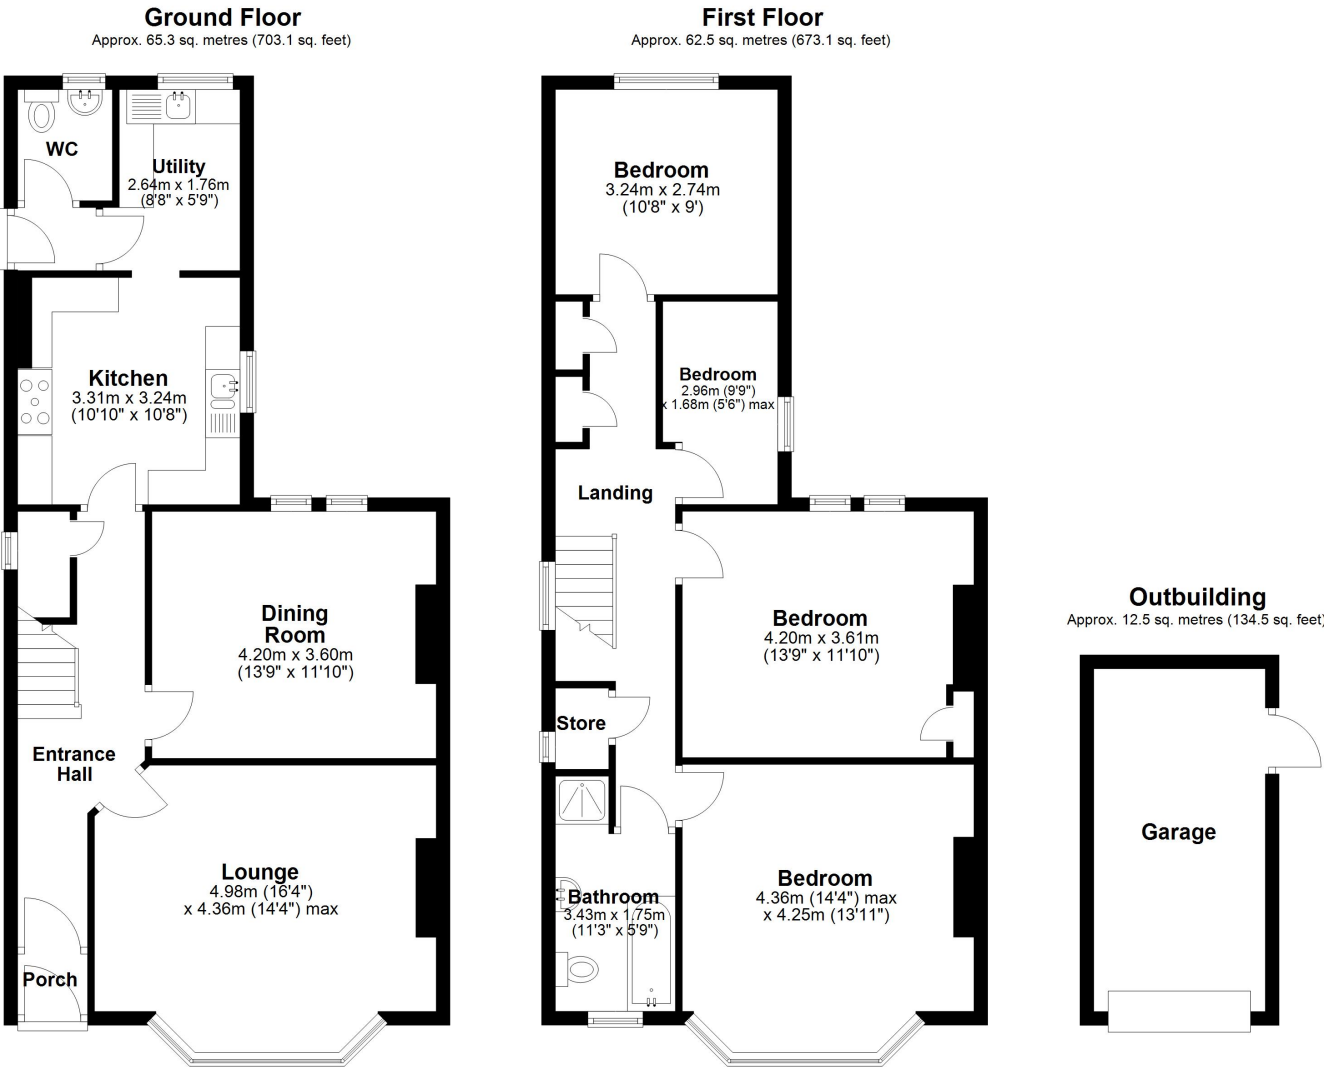 Ground Floor
Approx. 65.3 sq. metres (703.1 sq. feet)
WC
Utility
2.64m x 1.76m
(8'8" x 5'9")
Kitchen
3.31m x 3.24m
(10'10" x 10'8")
Dining
Room
4.20m x 3.60m
(13'9" x 11'10")
Entrance
Hall
Lounge
4.98m (16'4")
x 4.36m (14'4") max
Porch
First Floor
Approx. 62.5 sq. metres (673.1 sq. feet)
Bedroom
3.24m x 2.74m
(10'8" x 9')
Bedroom
2.96m (9'9")
x 1.68m (5'6") max
Landing
Bedroom
4.20m x 3.61m
(13'9" x 11'10")
Store
Bathroom
3.43m x 1.75m
(11'3" x 5'9")
Bedroom
4.36m (14'4") max
x 4.25m (13'11")
Outbuilding
Approx. 12.5 sq. metres (134.5 sq. feet)
Garage